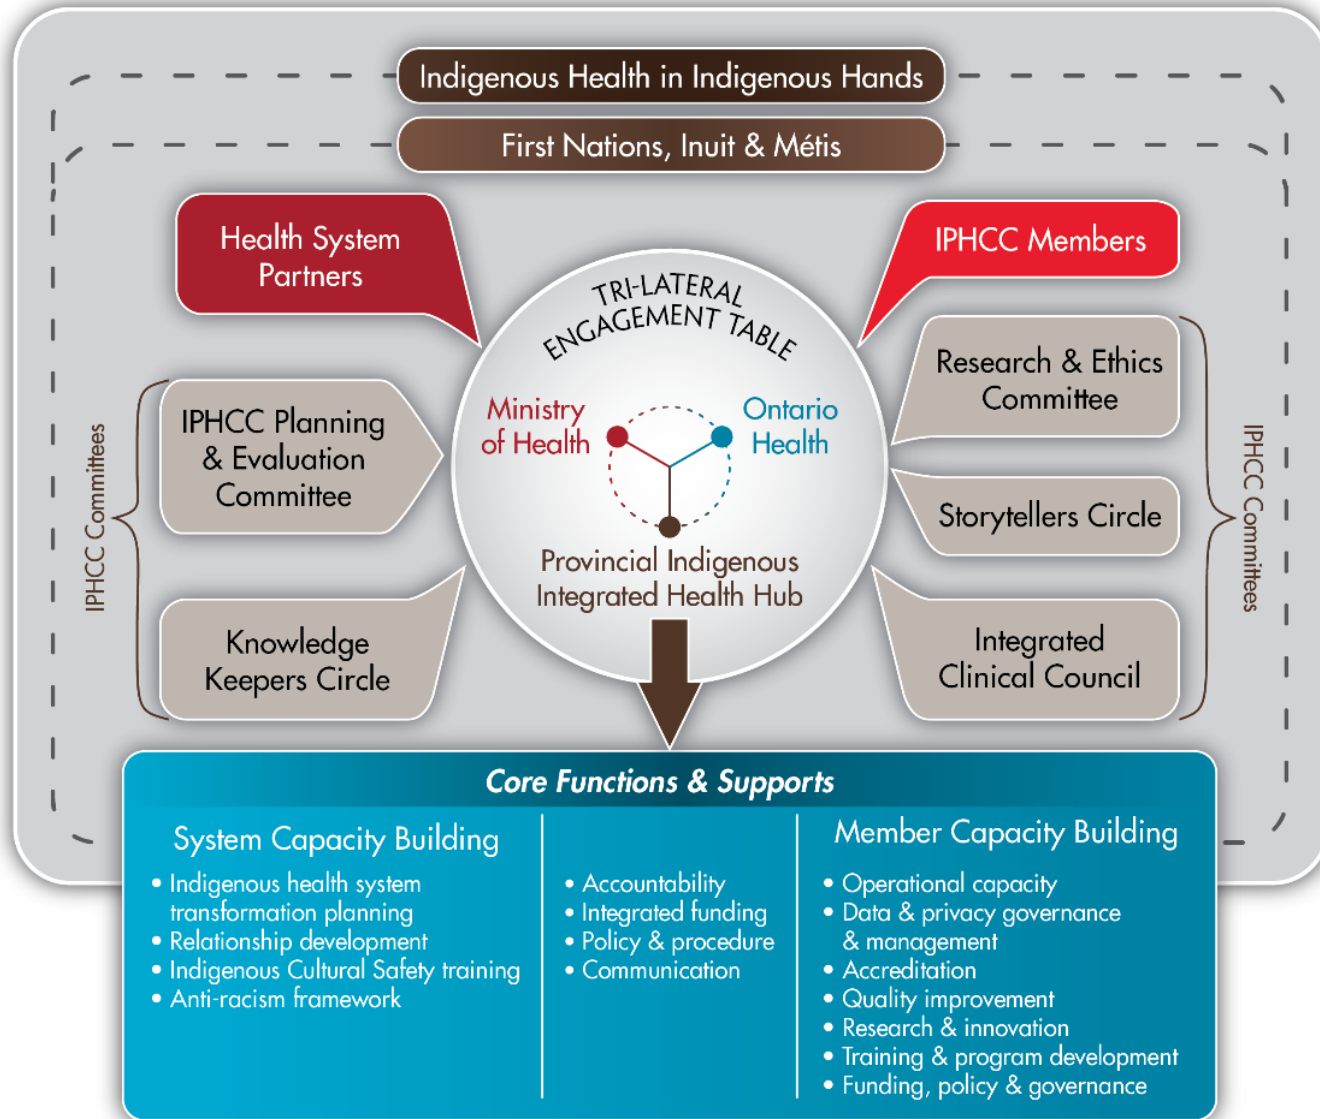 Indigenous Health in Indigenous Hands
First Nations, Inuit & Métis
Health System
Partners
IPHCC Members
TRI-LATERAL
ENGAGEMENT TABLE
Ministry
of Health
Ontario
Health
Provincial Indigenous
Integrated Health Hub
IPHCC Committees
IPHCC Planning
& Evaluation
Committee
Knowledge
Keepers Circle
Research & Ethics
Committee
Storytellers Circle
Integrated
Clinical Council
IPHCC Committees
Core Functions & Supports
System Capacity Building
• Indigenous health system
transformation planning
• Relationship development
• Indigenous Cultural Safety training
• Anti-racism framework
• Accountability
• Integrated funding
• Policy & procedure
• Communication
Member Capacity Building
• Operational capacity
• Data & privacy governance
& management
• Accreditation
• Quality improvement
• Research & innovation
• Training & program development
• Funding, policy & governance